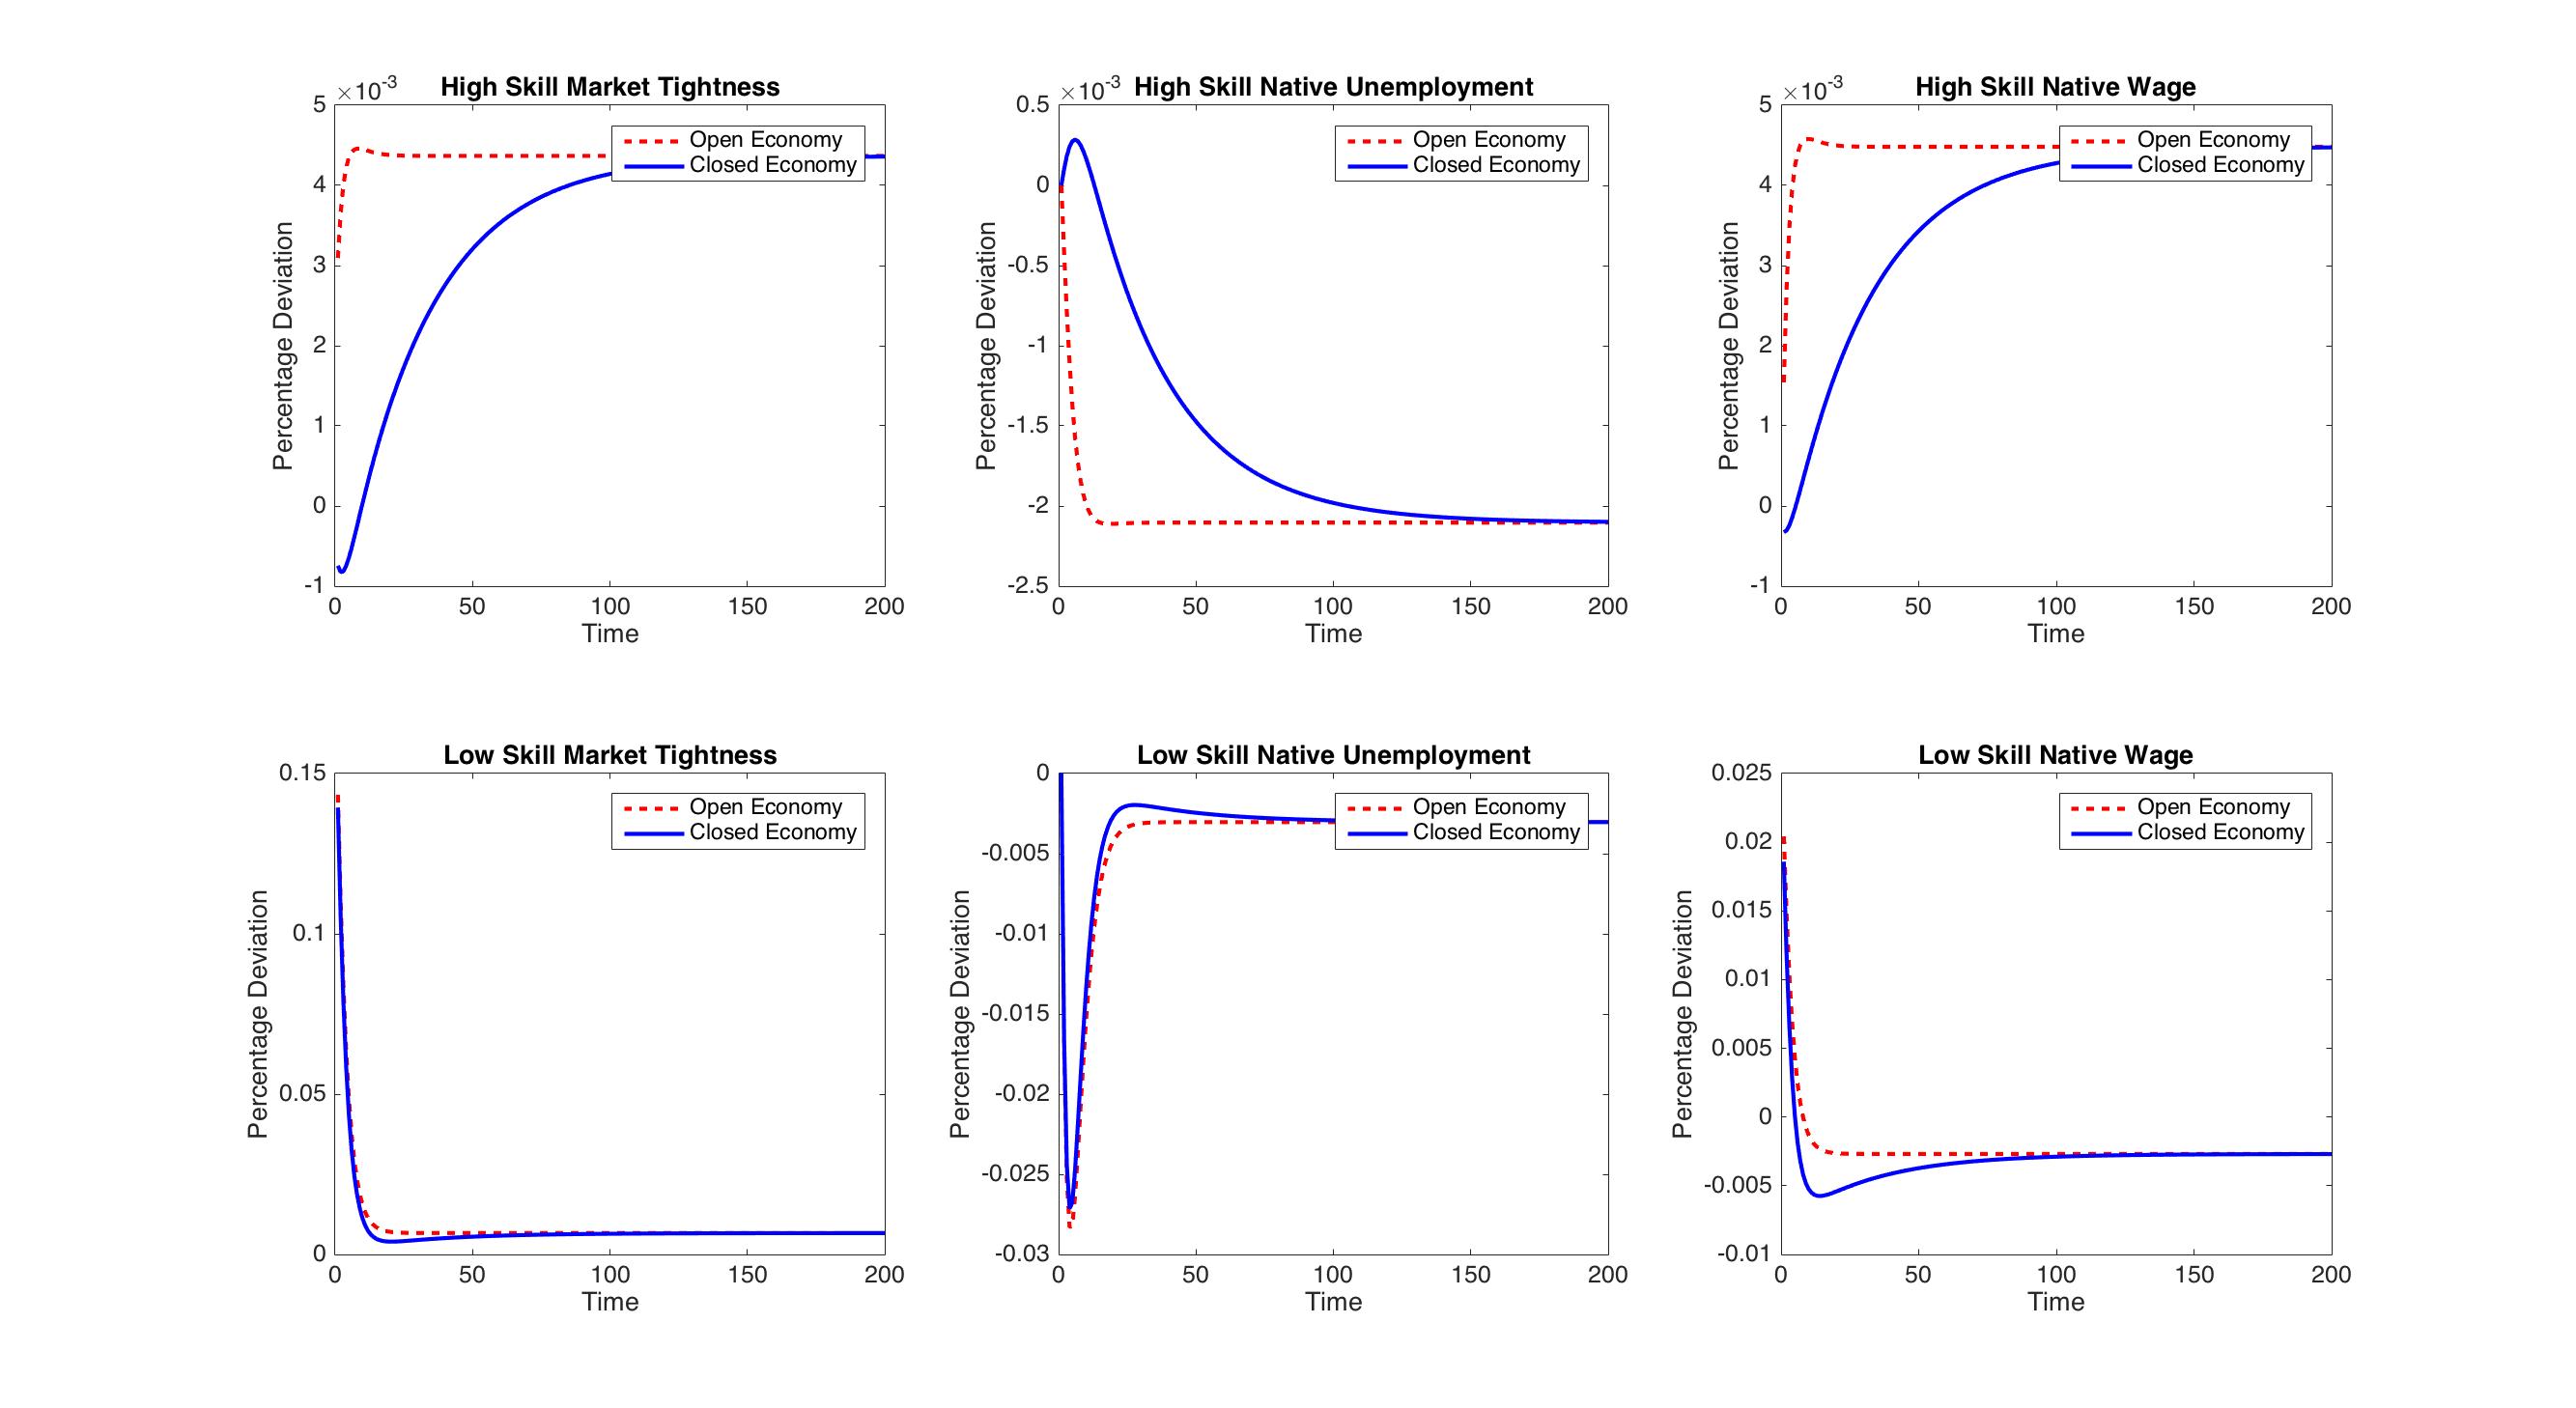 High Skill Market Tightness
×10-3
Open Economy
Closed Economy
5
4
3
2
1
0
-1
0 50 100 150 200
Percentage Deviation
Time
High Skill Native Unemployment
×10-3
Open Economy
Closed Economy
0.5
0
-0.5
-1
-1.5
-2
-2.5
0 50 100 150 200
Percentage Deviation
Time
High Skill Native Wage
×10-3
Open Economy
Closed Economy
5
4
3
2
1
0
-1
0 50 100 150 200
Percentage Deviation
Time
Low Skill Market Tightness
Open Economy
Closed Economy
0.15
0.1
0.05
0
0 50 100 150 200
Percentage Deviation
Time
Low Skill Native Unemployment
Open Economy
Closed Economy
0
-0.005
-0.01
-0.015
-0.02
-0.025
-0.03
0 50 100 150 200
Percentage Deviation
Time
Low Skill Native Wage
Open Economy
Closed Economy
0.025
0.02
0.015
0.01
0.005
0
-0.005
-0.01
0 50 100 150 200
Percentage Deviation
Time